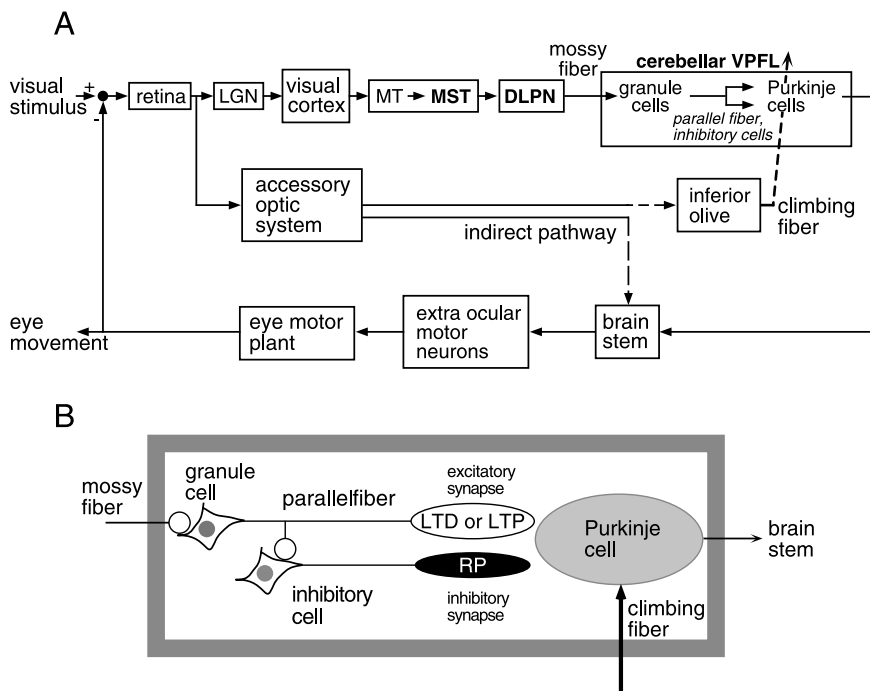 A
visual
stimulus
+
-
retina
LGN
visual
cortex
MT
MST
DLPN
mossy
fiber
cerebellar VPFL
granule
cells
Purkinje
cells
parallel fiber,
inhibitory cells
accessory
optic
system
indirect pathway
inferior
olive
climbing
fiber
eye
movement
eye motor
plant
extra ocular
motor
neurons
brain
stem
B
mossy
fiber
granule
cell
parallelfiber
excitatory
synapse
LTD or LTP
RP
inhibitory
cell
inhibitory
synapse
Purkinje
cell
climbing
fiber
brain
stem